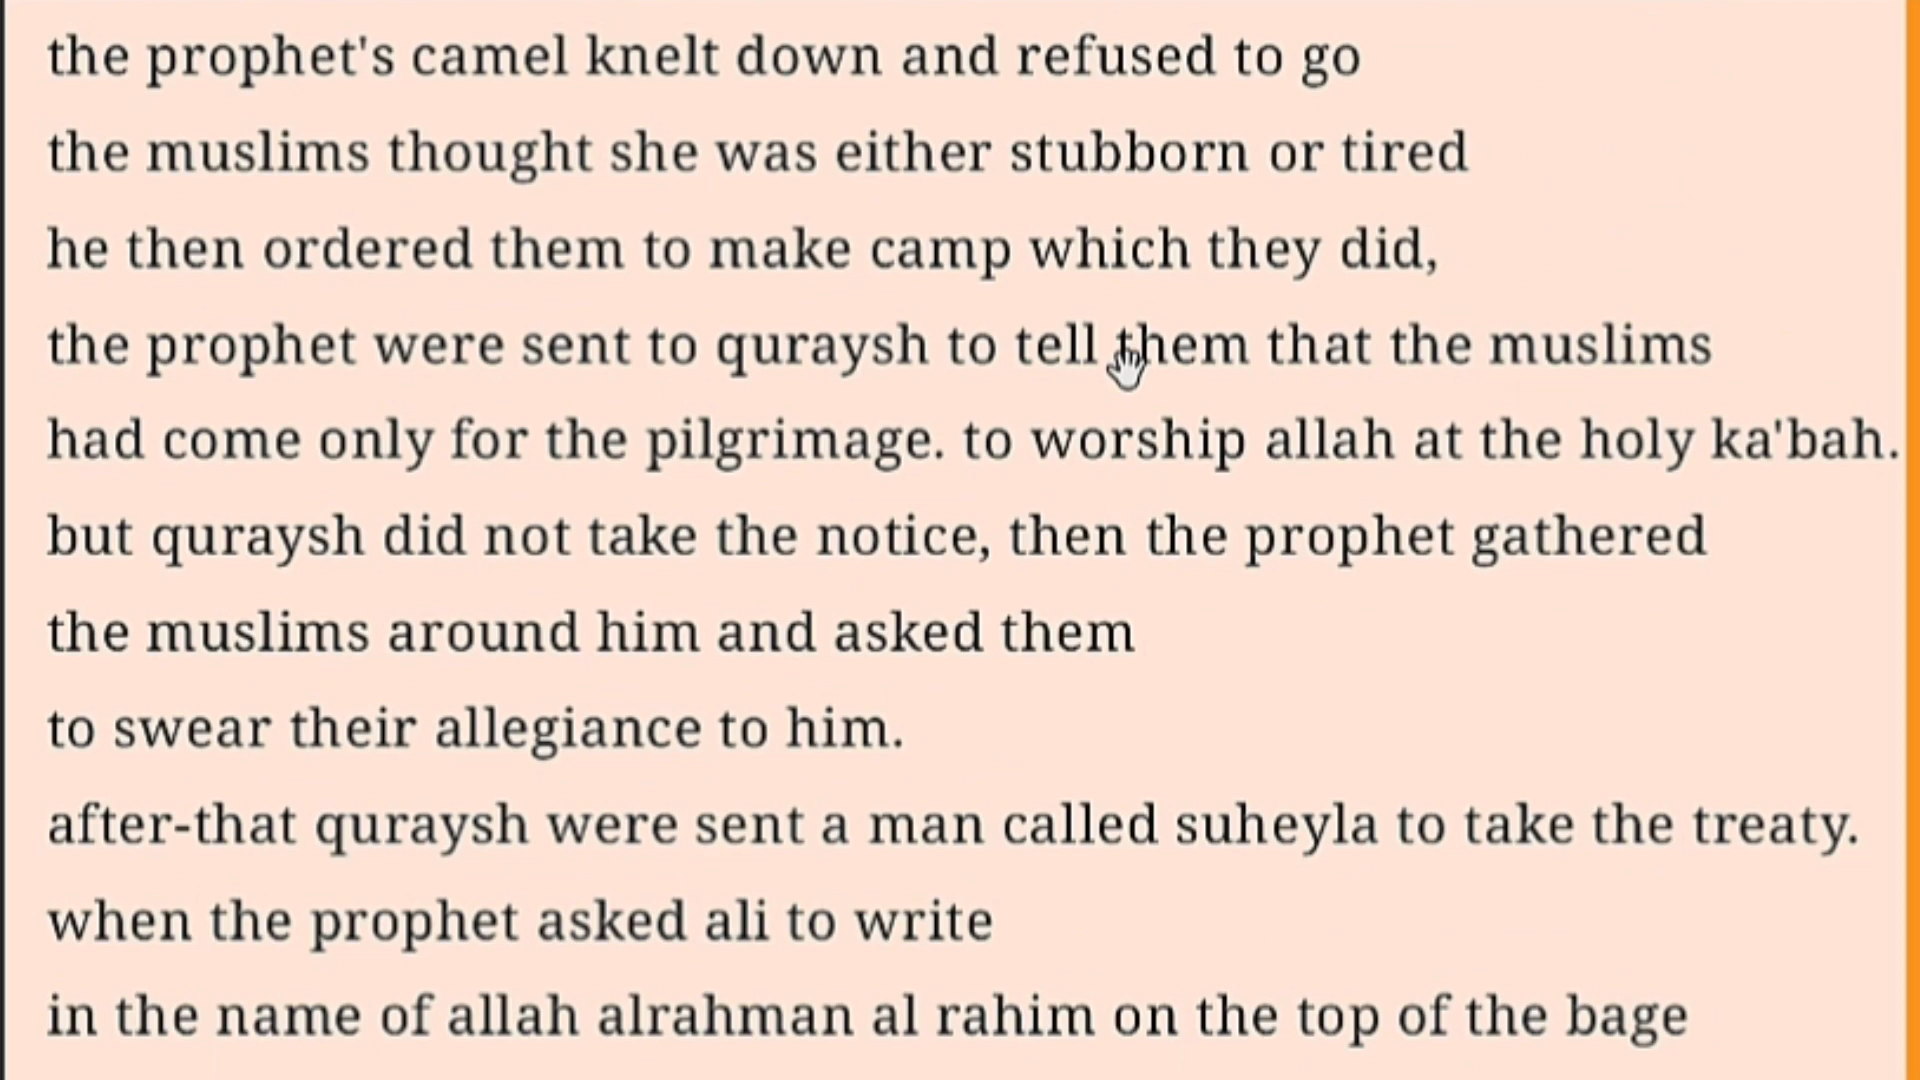 the prophet's camel knelt down and refused to go
the muslims thought she was either stubborn or tired
he then ordered them to make camp which they did,
the prophet were sent to quraysh to tell them that the muslims
had come only for the pilgrimage. to worship allah at the holy ka'bah.
but quraysh did not take the notice, then the prophet gathered
the muslims around him and asked them
to swear their allegiance to him.
after-that quraysh were sent a man called suheyla to take the treaty.
when the prophet asked ali to write
in the name of allah alrahman al rahim on the top of the bage